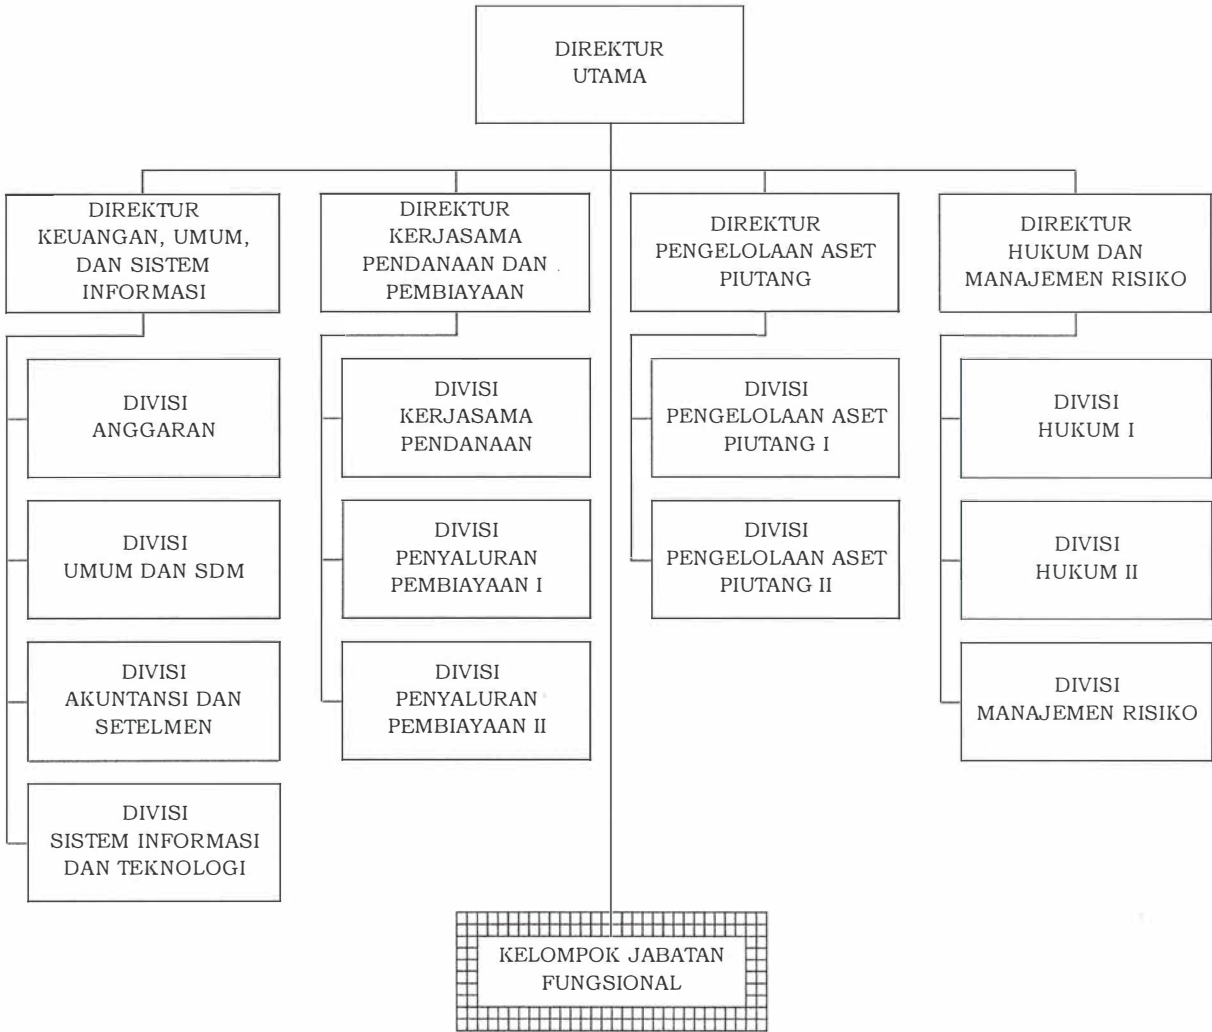 DIREKTUR
UTAMA
DIREKTUR
KEUANGAN, UMUM,
DAN SISTEM
INFORMASI
DIREKTUR
KERJASAMA
PENDANAAN DAN
PEMBIAYAAN
DIREKTUR
PENGELOLAAN ASET
PIUTANG
DIREKTUR
HUKUM DAN
MANAJEMEN RISIKO
DIVISI
ANGGARAN
DIVISI
UMUM DAN SDM
DIVISI
AKUNTANSI DAN
SETELMEN
DIVISI
SISTEM INFORMASI
DAN TEKNOLOGI
DIVISI
KERJASAMA
PENDANAAN
DIVISI
PENYALURAN
PEMBIAYAAN I
DIVISI
PENYALURAN
PEMBIAYAAN II
DIVISI
PENGELOLAAN ASET
PIUTANG I
DIVISI
PENGELOLAAN ASET
PIUTANG II
DIVISI
HUKUM I
DIVISI
HUKUM II
DIVISI
MANAJEMEN RISIKO
KELOMPOK JABATAN
FUNGSIONAL